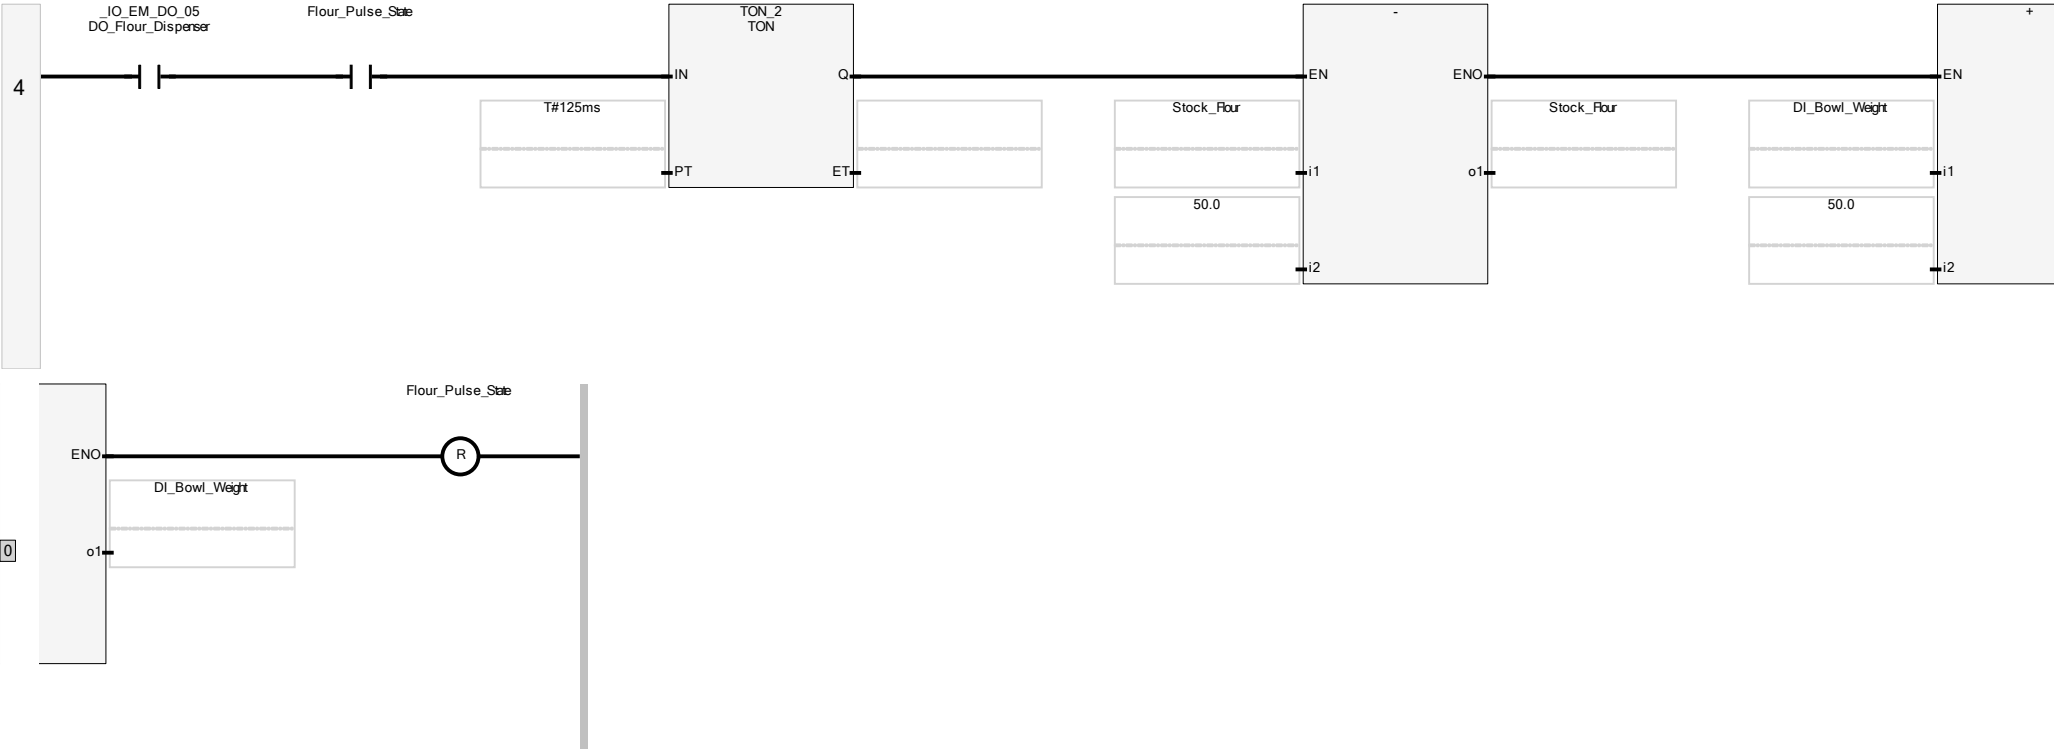 _IO_EM_DO_05
DO_Flour_Dispenser
Flour_Pulse_State
TON_2
TON
-
+
4
IN
Q
EN
ENO
EN
T#125ms
Stock_Flour
Stock_Flour
DI_Bowl_Weight
PT
ET
i1
o1
i1
50.0
50.0
i2
i2
Flour_Pulse_State
ENO
R
DI_Bowl_Weight
0
o1